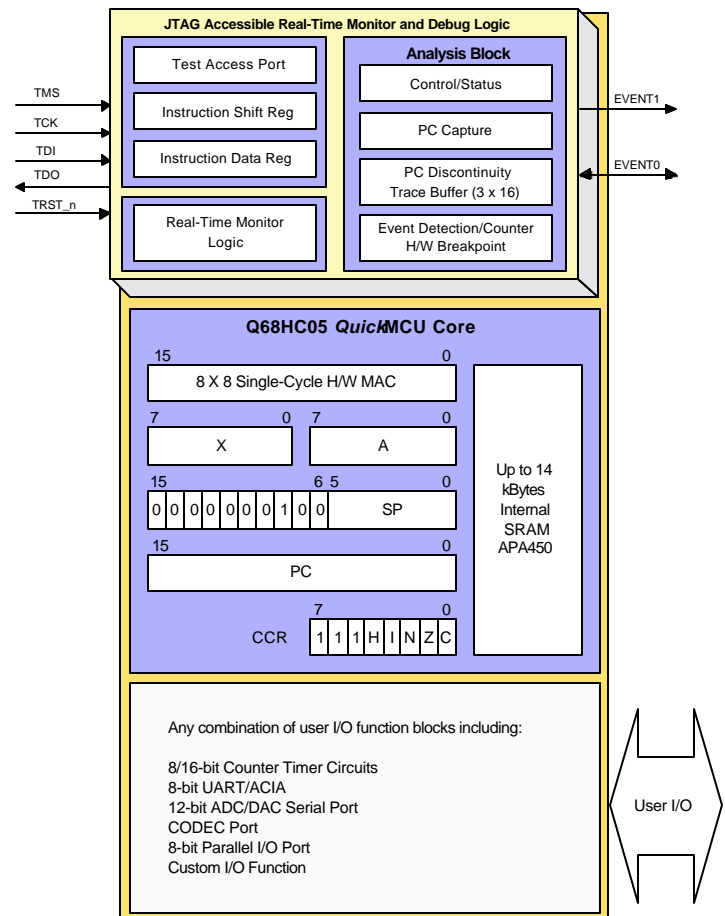 JTAG Accessible Real-Time Monitor and Debug Logic
Test Access Port
Instruction Shift Reg
Instruction Data Reg
Real-Time Monitor
Logic
Analysis Block
Control/Status
PC Capture
PC Discontinuity
Trace Buffer (3 x 16)
Event Detection/Counter
H/W Breakpoint
TMS
TCK
TDI
TDO
TRST_n
EVENT1
EVENT0
Q68HC05 QuickMCU Core
15 0
8 X 8 Single-Cycle H/W MAC
7 0 7 0
X A
15 6 5 0
0 0 0 0 0 0 0 1 0 0 SP
15 0
PC
7 0
CCR 1 1 1 H I N Z C
Up to 14
kBytes
Internal
SRAM
APA450
Any combination of user I/O function blocks including:
8/16-bit Counter Timer Circuits
8-bit UART/ACIA
12-bit ADC/DAC Serial Port
CODEC Port
8-bit Parallel I/O Port
Custom I/O Function
User I/O